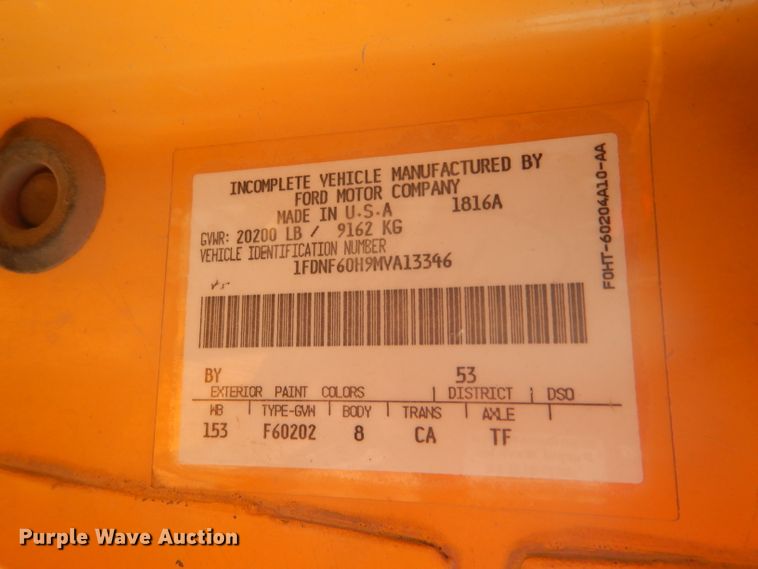 INCOMPLETE VEHICLE MANUFACTURED BY
FORD MOTOR COMPANY
MADE IN U.S.A 1816A
GVWR: 20200 LB / 9162 KG
VEHICLE IDENTIFICATION NUMBER
1FDNF60H9MVA13346
BY 53
EXTERIOR PAINT COLORS | DISTRICT | DSO
WB | TYPE-GVW | BODY | TRANS | AXLE |
153 F60202 8 CA TF
F0HT-60204A10-AA
Purple Wave Auction